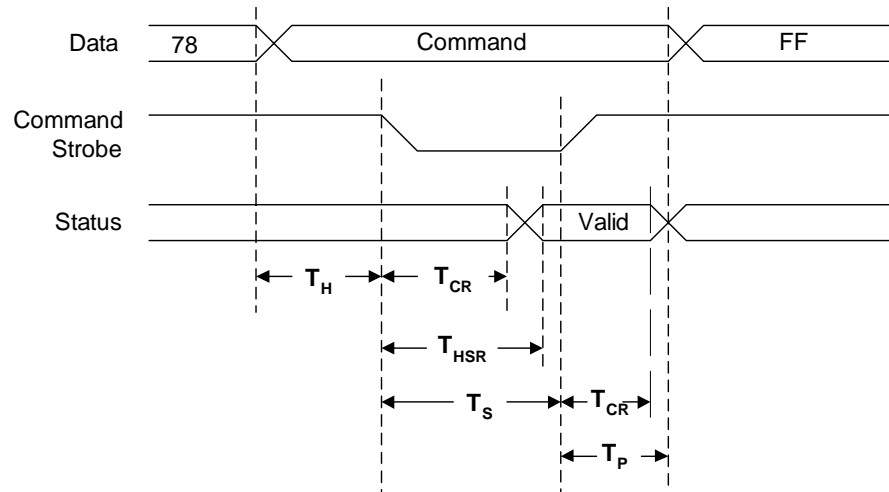 Data 78 Command FF
Command
Strobe
Status Valid
T_H T_CR
T_HSR
T_S T_CR
T_P